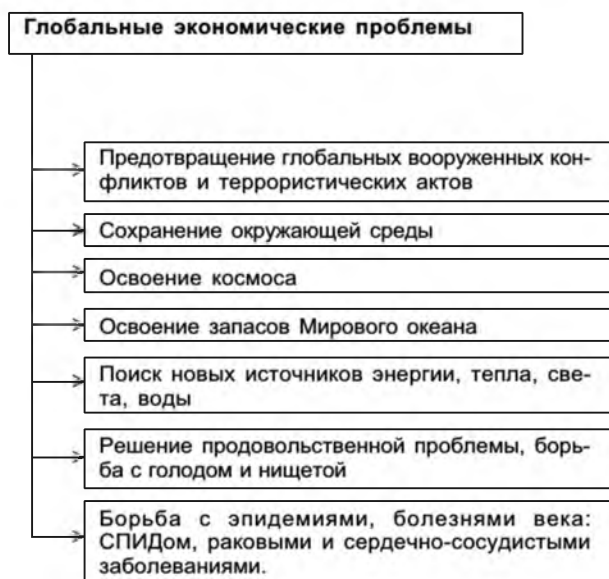 Глобальные экономические проблемы
Предотвращение глобальных вооруженных кон-
фликтов и террористических актов
Сохранение окружающей среды
Освоение космоса
Освоение запасов Мирового океана
Поиск новых источников энергии, тепла, све-
та, воды
Решение продовольственной проблемы, борь-
ба с голодом и нищетой
Борьба с эпидемиями, болезнями века:
СПИДом, раковыми и сердечно-сосудистыми
заболеваниями.